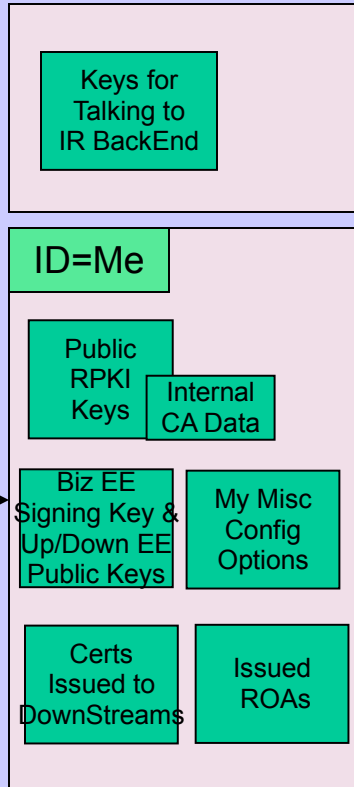 Keys for
Talking to
IR BackEnd
ID=Me
Public
RPKI
Keys
Internal
CA Data
Biz EE
Signing Key &
Up/Down EE
Public Keys
My Misc
Config
Options
Certs
Issued to
DownStreams
Issued
ROAs